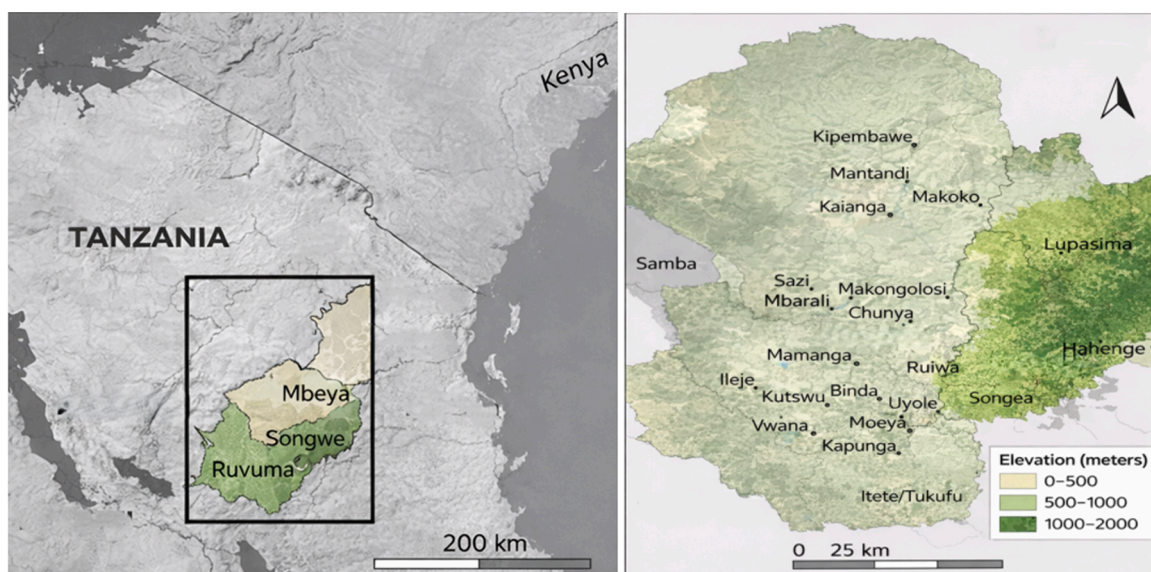 Kenya
TANZANIA
Mbeya
Songwe
Ruvuma
200 km
Kipembawe
Mantandi
Makoko
Kaianga
Lupasima
Samba
Sazi
Makongolosi
Mbarali
Chunya
Hahenge
Mamanga
Ruiwa
Ileje
Binda
Kutswu
Uyole
Songea
Vwana
Moeya
Kapunga
Itete/Tukufu
Elevation (meters)
0–500
500–1000
1000–2000
0 25 km